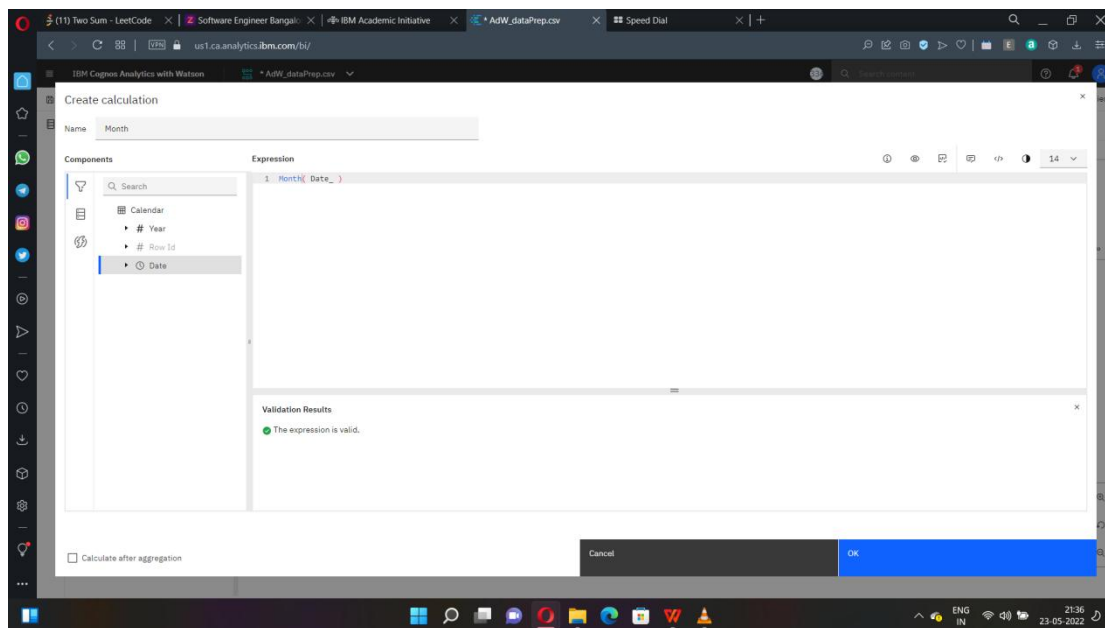 (11) Two Sum - LeetCode
Software Engineer Bangalo
IBM Academic Initiative
* AdW_dataPrep.csv
Speed Dial
VPN us1.ca.analytics.ibm.com/bi/
IBM Cognos Analytics with Watson
* AdW_dataPrep.csv
Search content
Create calculation
Name Month
Components
Expression
14
Search
1 Month( Date_ )
Calendar
# Year
# Row Id
Date
Validation Results
The expression is valid.
Calculate after aggregation
Cancel
OK
ENG
IN
21:36
23-05-2022